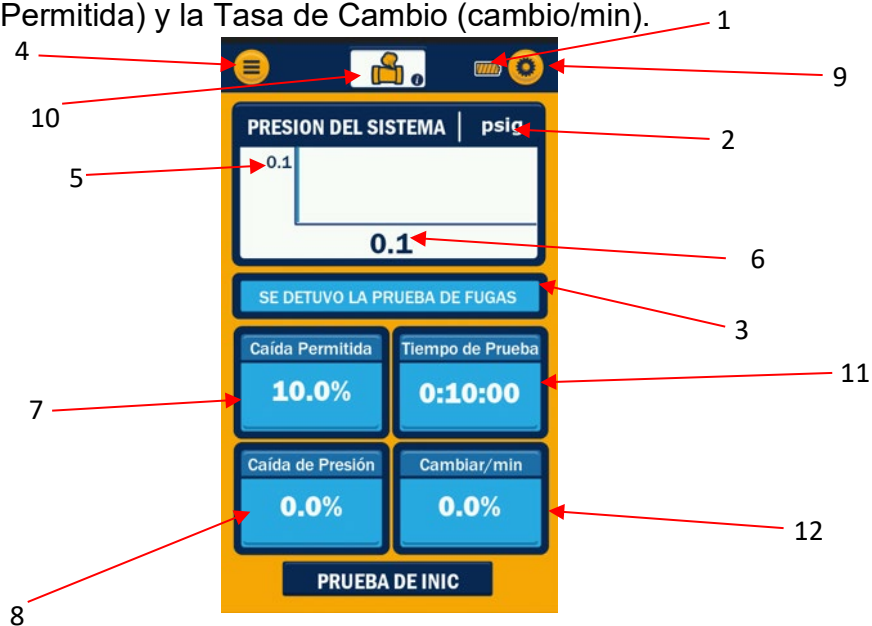 Permitida) y la Tasa de Cambio (cambio/min).
1
4
9
10
PRESION DEL SISTEMA | psig
2
0.1
5
0.1
6
SE DETUVO LA PRUEBA DE FUGAS
3
Caída Permitida
Tiempo de Prueba
11
10.0%
0:10:00
7
Caída de Presión
Cambiar/min
0.0%
0.0%
12
PRUEBA DE INIC
8